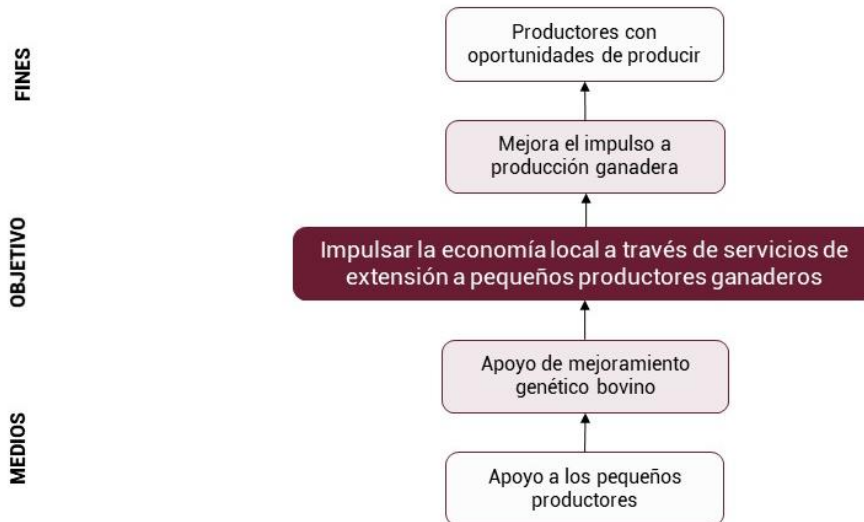 FINES
Productores con
oportunidades de producir
Mejora el impulso a
producción ganadera
OBJETIVO
Impulsar la economía local a través de servicios de
extensión a pequeños productores ganaderos
Apoyo de mejoramiento
genético bovino
MEDIOS
Apoyo a los pequeños
productores